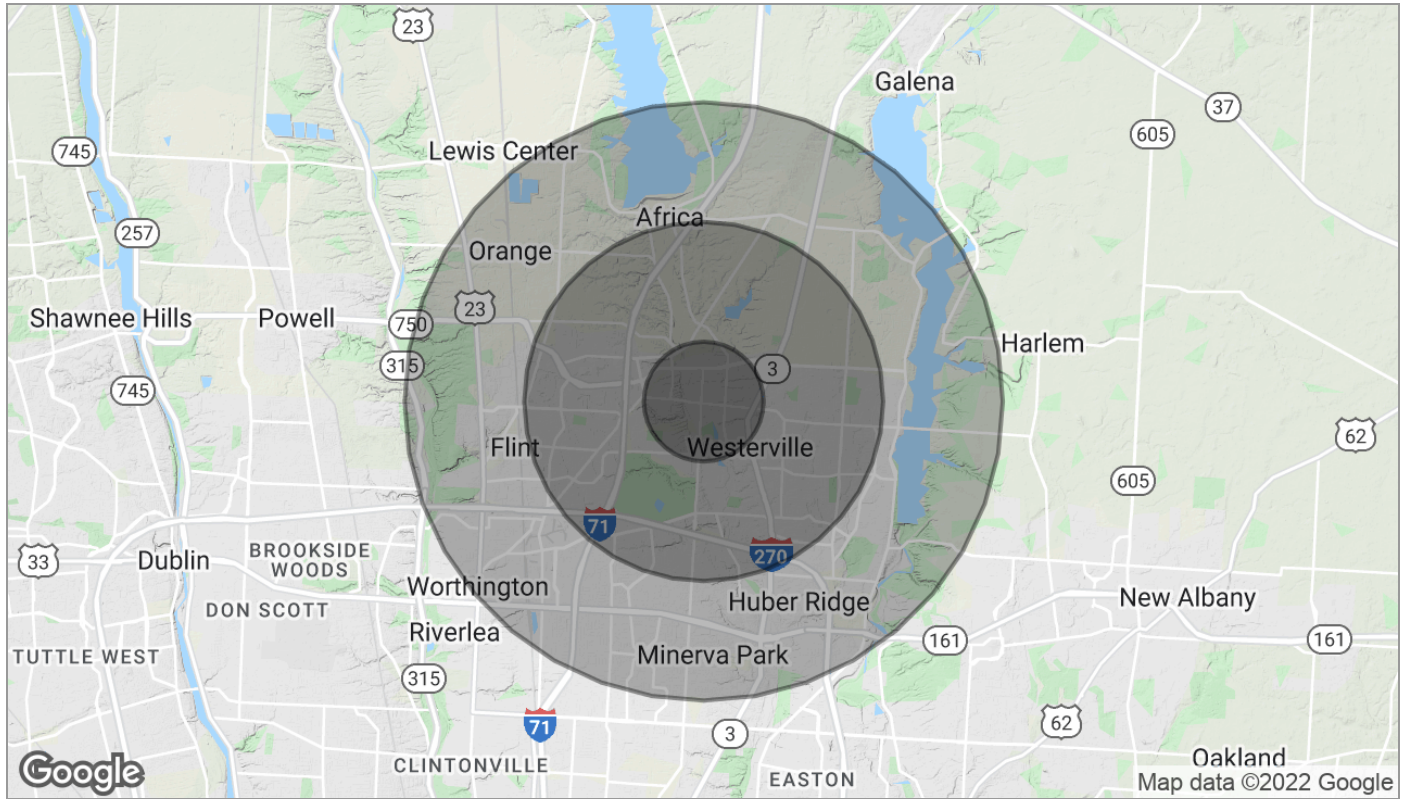 23
Galena
37
605
745
Lewis Center
Africa
257
Orange
23
Shawnee Hills
Powell
750
Harlem
315
3
745
62
Flint
Westerville
605
71
270
33
Dublin
BROOKSIDE
WOODS
Worthington
Huber Ridge
New Albany
DON SCOTT
Riverlea
161
161
TUTTLE WEST
Minerva Park
315
62
71
3
Oakland
CLINTONVILLE
EASTON
Google
Map data ©2022 Google